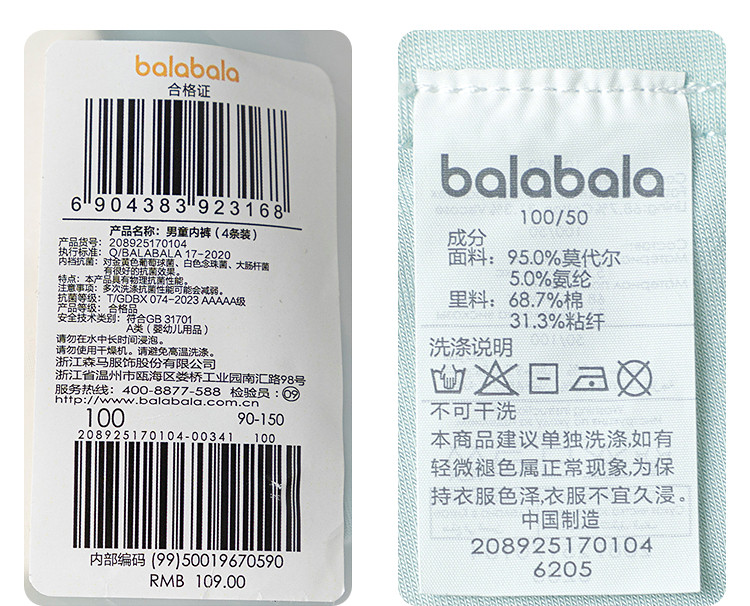 balabala
合格证
6 904383 923168
产品名称：男童内裤（4条装）
产品货号：208925170104
执行标准：Q/BALABALA 17-2020
内裆抗菌：对金黄色葡萄球菌、白色念珠菌、大肠杆菌
有很好的抗菌效果。
特点：本产品具有物理抗菌性能。
注意事项：多次洗涤抗菌性能可能会减弱。
抗菌等级：T/GDBX 074-2023 AAAAA级
产品等级：合格品
安全技术类别：符合GB 31701
A类（婴幼儿用品）
请勿在水中长时间浸泡。
请勿使用干燥机。请避免高温洗涤。
浙江森马服饰股份有限公司
浙江省温州市瓯海区娄桥工业园南汇路98号
服务热线：400-8877-588 检验员：09
http://www.balabala.com.cn
100 90-150
208925170104-00341 100
内部编码 (99)50019670590
RMB 109.00
balabala
100/50
成分
面料：95.0%莫代尔
5.0%氨纶
里料：68.7%棉
31.3%粘纤
洗涤说明
不可干洗
本商品建议单独洗涤,如有
轻微褪色属正常现象,为保
持衣服色泽,衣服不宜久浸。
中国制造
208925170104
6205